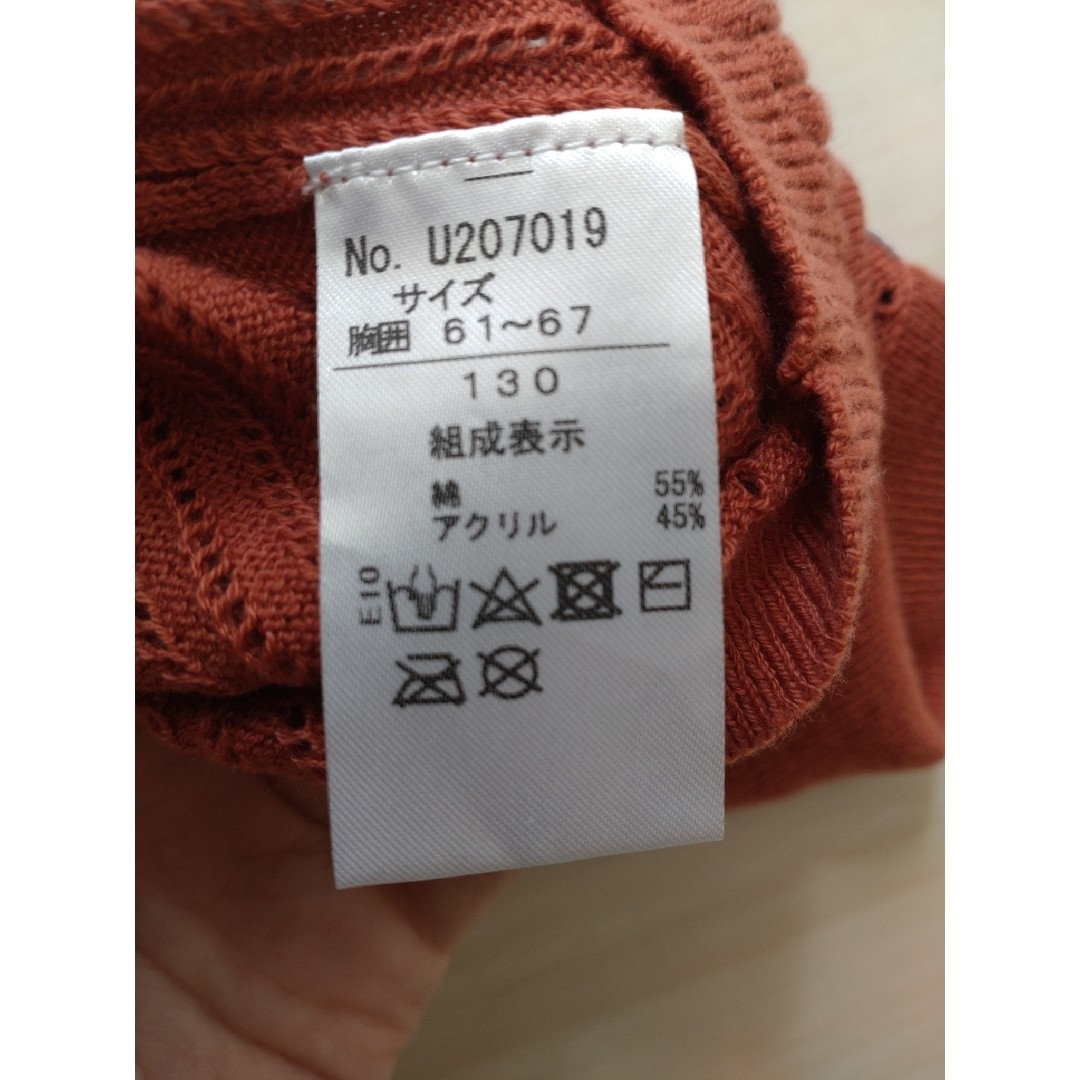 No. U207019
サイズ
胸囲 61～67
130
組成表示
綿 55%
アクリル 45%
E10